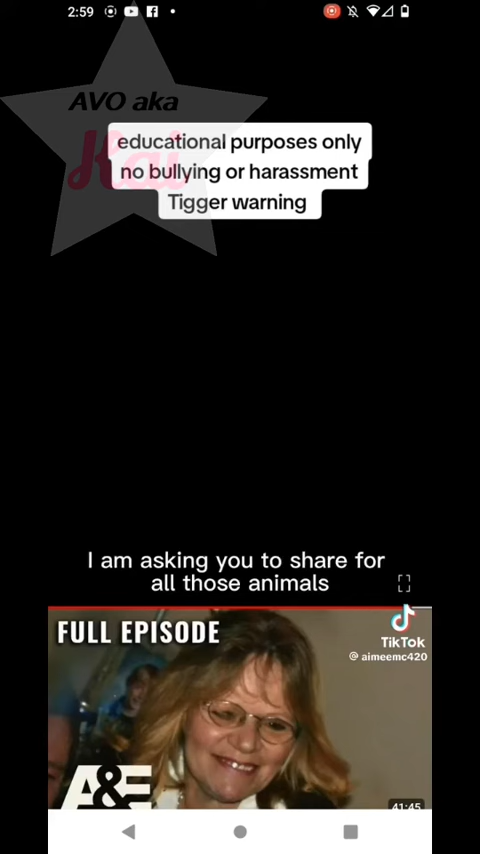 2:59
AVO aka
Kai
educational purposes only
no bullying or harassment
Tigger warning
I am asking you to share for
all those animals
FULL EPISODE
TikTok
@ aimeemc420
A&E
41:45